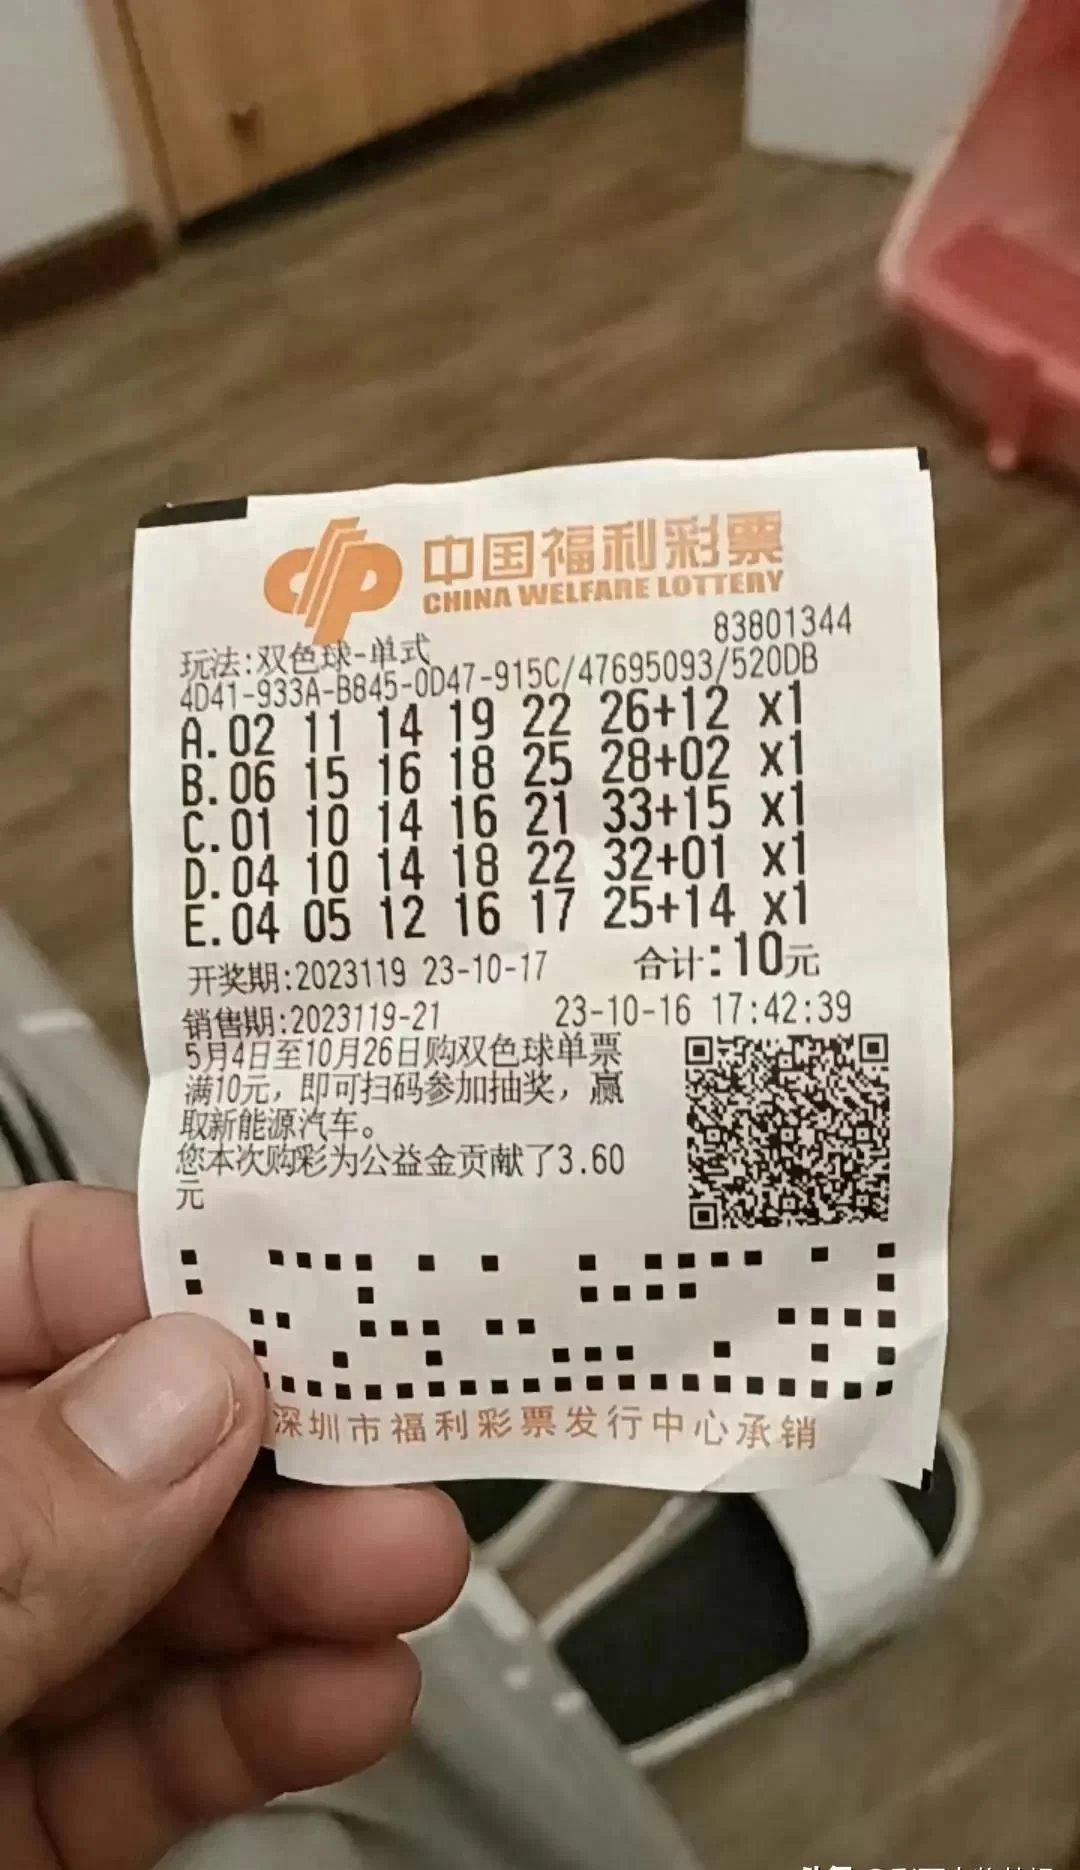 中国福利彩票
CHINA WELFARE LOTTERY
83801344
玩法:双色球-单式
4D41-933A-B845-0D47-915C/47695093/520DB
A.02 11 14 19 22 26+12 x1
B.06 15 16 18 25 28+02 x1
C.01 10 14 16 21 33+15 x1
D.04 10 14 18 22 32+01 x1
E.04 05 12 16 17 25+14 x1
开奖期:2023119 23-10-17 合计:10元
销售期:2023119-21 23-10-16 17:42:39
5月4日至10月26日购双色球单票
满10元，即可扫码参加抽奖，赢
取新能源汽车。
您本次购彩为公益金贡献了3.60
元
深圳市福利彩票发行中心承销